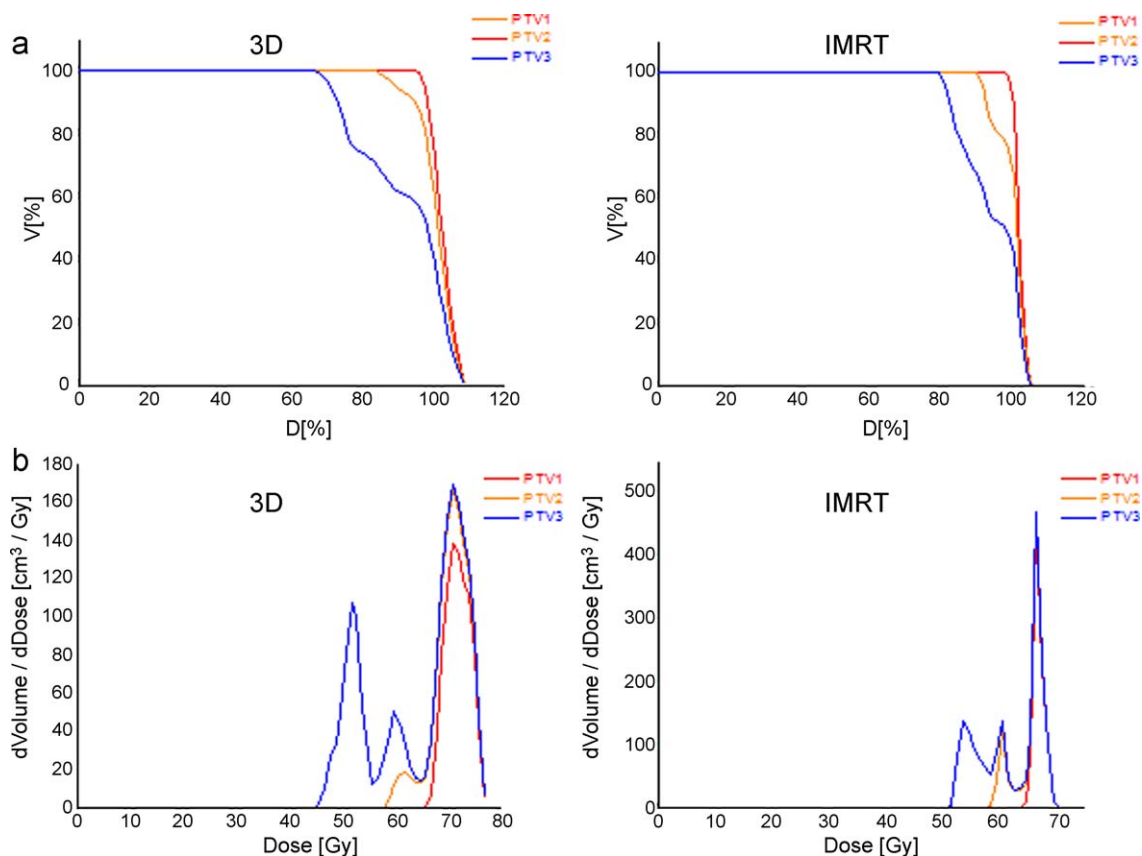 a
3D
PTV1
PTV2
PTV3
V[%]
100
80
60
40
20
0
0 20 40 60 80 100 120
D[%]
IMRT
PTV1
PTV2
PTV3
V[%]
100
80
60
40
20
0
0 20 40 60 80 100 120
D[%]
b
3D
PTV1
PTV2
PTV3
dVolume / dDose [cm³ / Gy]
180
160
140
120
100
80
60
40
20
0
0 10 20 30 40 50 60 70 80
Dose [Gy]
IMRT
PTV1
PTV2
PTV3
dVolume / dDose [cm³ / Gy]
500
400
300
200
100
0
0 10 20 30 40 50 60 70
Dose [Gy]